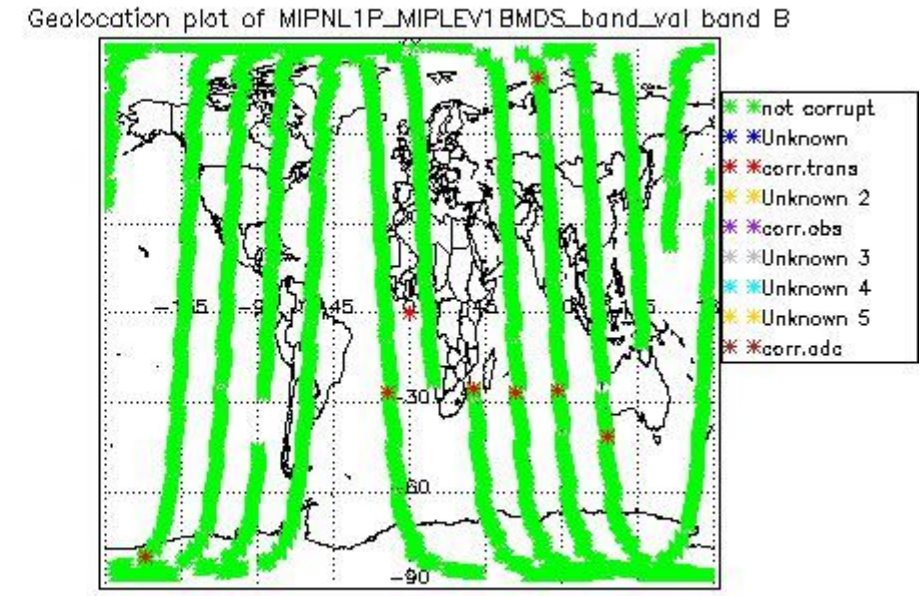 Geolocation plot of MIPNL1P_MIPLEV1BMDS_band_val band B
not corrupt
Unknown
corr.trans
Unknown 2
corr.obs
Unknown 3
Unknown 4
Unknown 5
corr.adc
-45
-30
-60
-90